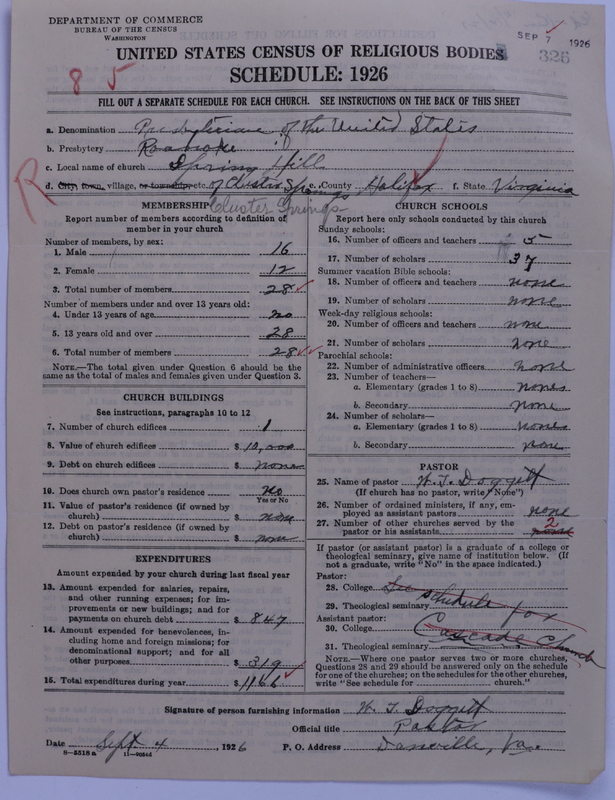 DEPARTMENT OF COMMERCE
BUREAU OF THE CENSUS
WASHINGTON
SEP 7 1926
326
UNITED STATES CENSUS OF RELIGIOUS BODIES
SCHEDULE: 1926
8 5
FILL OUT A SEPARATE SCHEDULE FOR EACH CHURCH. SEE INSTRUCTIONS ON THE BACK OF THIS SHEET
a. Denomination Presbyterian of the United States
b. Presbytery Roanoke
c. Local name of church Spring Hill
R
d. City, town, village, or township, etc. of Cluster Springs e. County Halifax f. State Virginia
Cluster Springs
MEMBERSHIP
Report number of members according to definition of member in your church
Number of members, by sex:
1. Male 16
2. Female 12
3. Total number of members 28
Number of members under and over 13 years old:
4. Under 13 years of age no
5. 13 years old and over 28
6. Total number of members 28
NOTE.—The total given under Question 6 should be
same as the total of males and females given under Question 3.
CHURCH BUILDINGS
See instructions, paragraphs 10 to 12
7. Number of church edifices 1
8. Value of church edifices $ 10,000
9. Debt on church edifices $ none
10. Does church own pastor's residence no
Yes or No
11. Value of pastor's residence (if owned by
church) $ none
12. Debt on pastor's residence (if owned by
church) $ none
EXPENDITURES
Amount expended by your church during last fiscal year
13. Amount expended for salaries, repairs,
and other running expenses; for im-
provements or new buildings; and for
payments on church debt $ 847
14. Amount expended for benevolences, in-
cluding home and foreign missions; for
denominational support; and for all
other purposes $ 319
15. Total expenditures during year $ 1166
CHURCH SCHOOLS
Report here only schools conducted by this church
Sunday schools:
16. Number of officers and teachers 5
17. Number of scholars 37
Summer vacation Bible schools:
18. Number of officers and teachers none
19. Number of scholars none
Week-day religious schools:
20. Number of officers and teachers none
21. Number of scholars none
Parochial schools:
22. Number of administrative officers none
23. Number of teachers—
a. Elementary (grades 1 to 8) none
b. Secondary none
24. Number of scholars—
a. Elementary (grades 1 to 8) none
b. Secondary none
PASTOR
25. Name of pastor W. T. Doggett
(If church has no pastor, write "None")
26. Number of ordained ministers, if any, em-
ployed as assistant pastors none
27. Number of other churches served by the
pastor or his assistants 2
If pastor (or assistant pastor) is a graduate of a college or
theological seminary, give name of institution below. (If
not a graduate, write "No" in the space indicated.)
Pastor:
28. College See
29. Theological seminary schedule for
Assistant pastor:
30. College Cascade Church
31. Theological seminary
NOTE.—Where one pastor serves two or more churches,
Questions 28 and 29 should be answered only on the schedule
for one of the churches; on the schedules for the other churches,
write "See schedule for ........ church."
Signature of person furnishing information W. T. Doggett
Official title Pastor
Date Sept 4 1926 P. O. Address Danville, Va.
8-5518a 11-9056